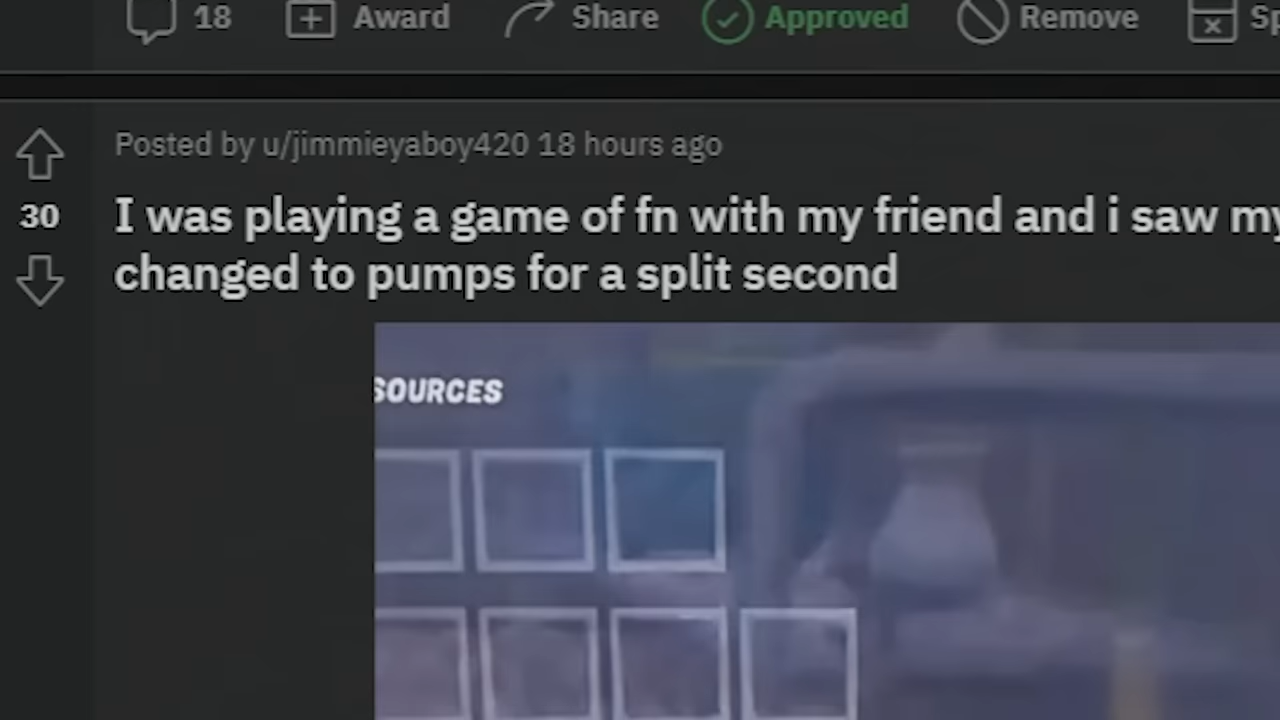 18 Award Share Approved Remove
Posted by u/jimmieyaboy420 18 hours ago
30
I was playing a game of fn with my friend and i saw my
changed to pumps for a split second
SOURCES